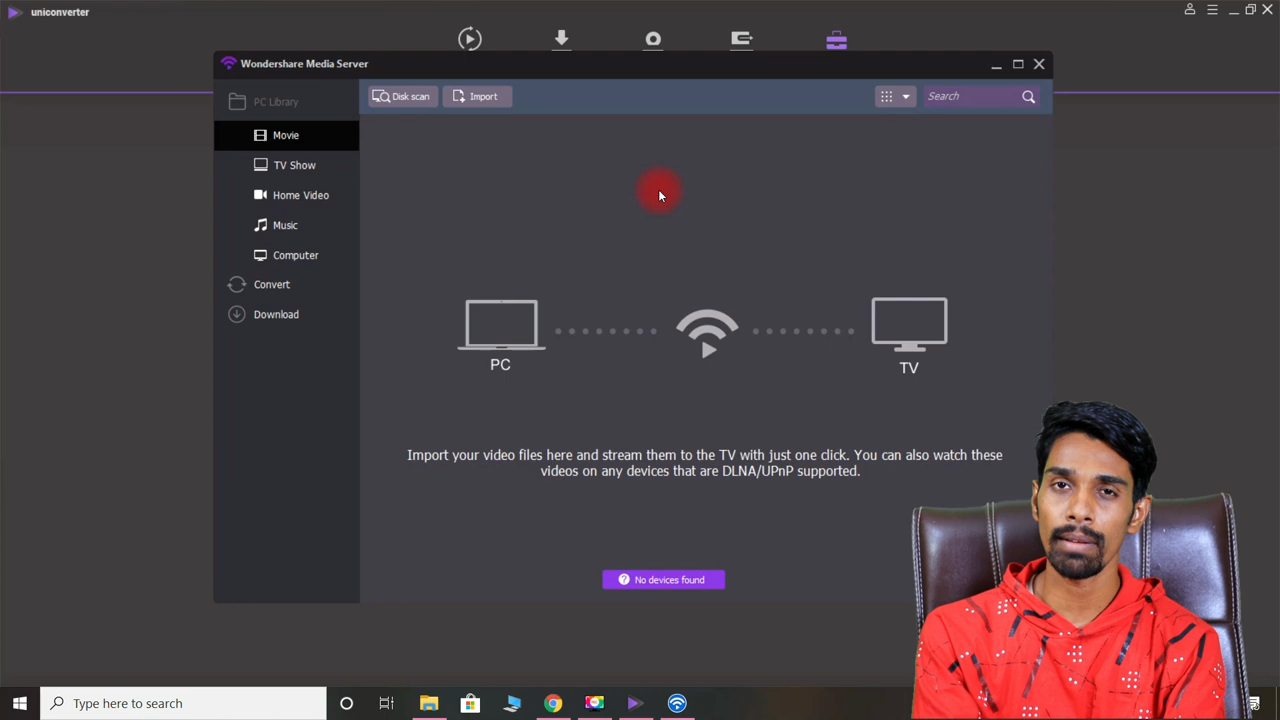 uniconverter
Wondershare Media Server
PC Library
Disk scan
Import
Search
Movie
TV Show
Home Video
Music
Computer
Convert
Download
PC
TV
Import your video files here and stream them to the TV with just one click. You can also watch these
videos on any devices that are DLNA/UPnP supported.
? No devices found
Type here to search